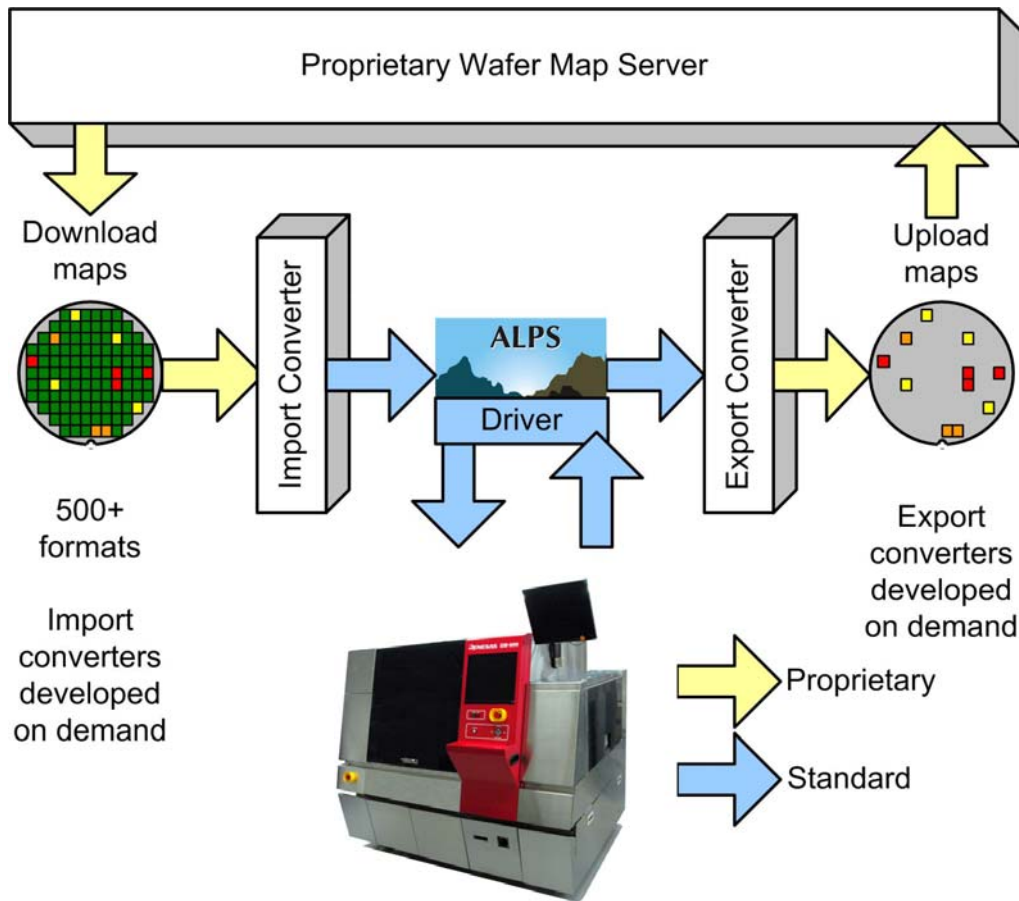 Proprietary Wafer Map Server
Download
maps
Upload
maps
Import Converter
ALPS
Driver
Export Converter
500+
formats
Import
converters
developed
on demand
Export
converters
developed
on demand
Proprietary
Standard